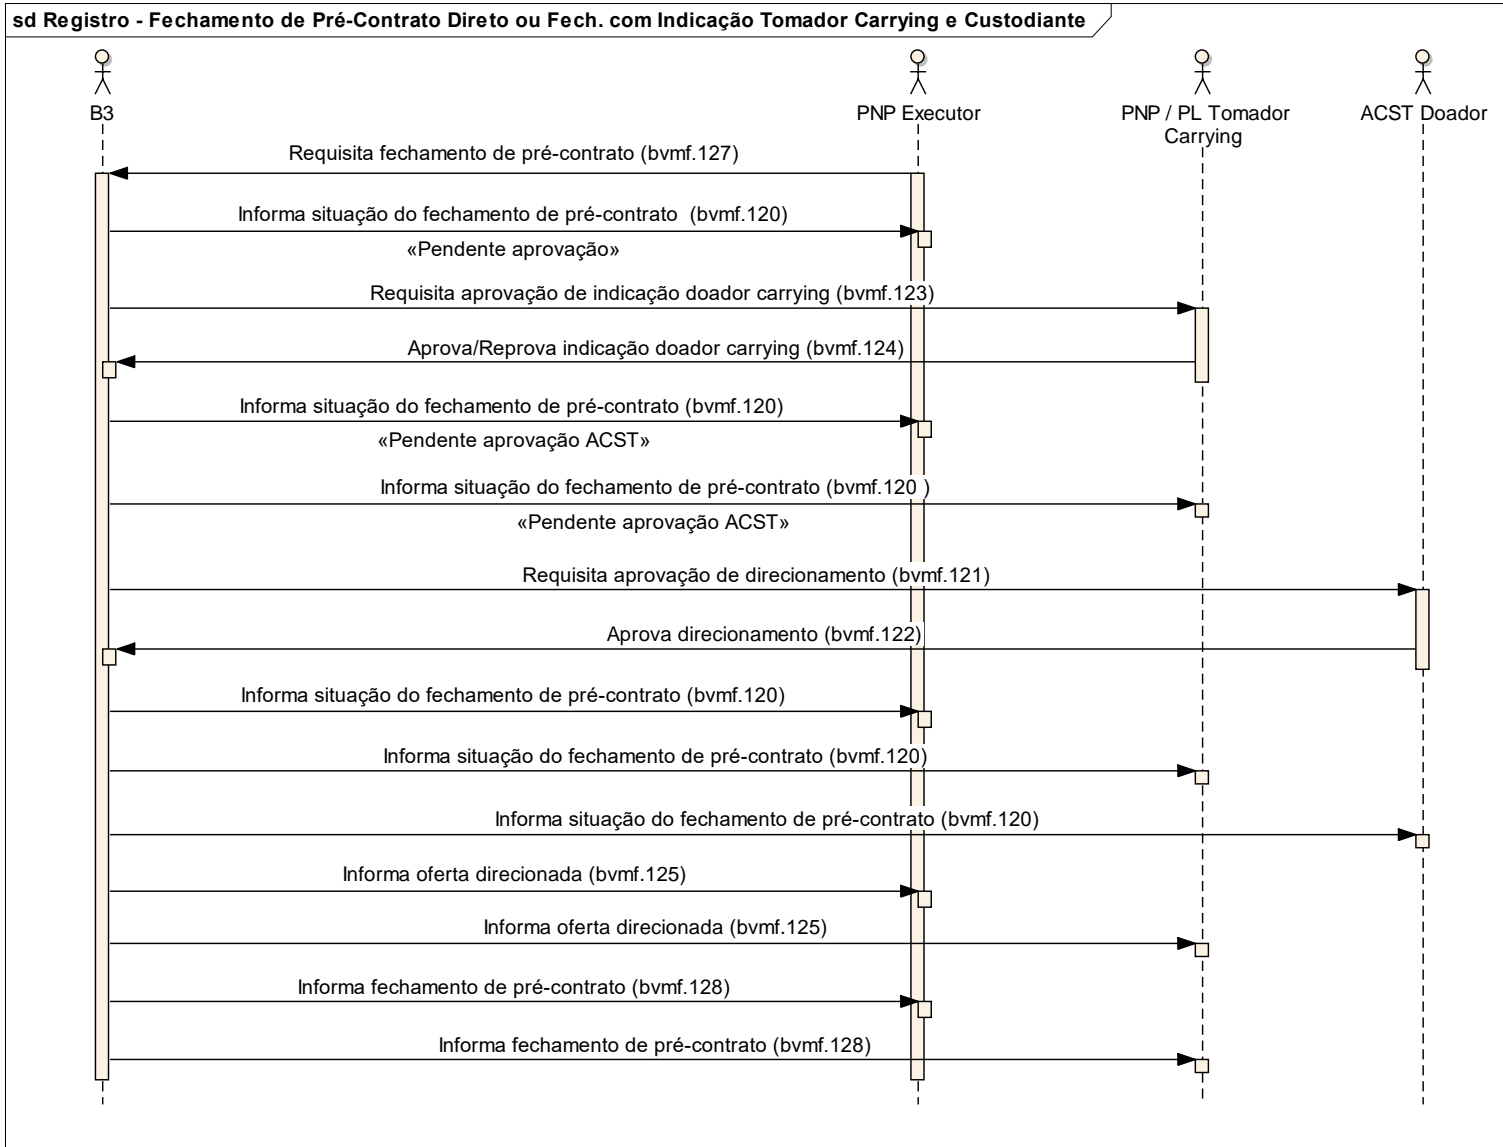 sd Registro - Fechamento de Pré-Contrato Direto ou Fech. com Indicação Tomador Carrying e Custodiante
B3
PNP Executor
PNP / PL Tomador
Carrying
ACST Doador
Requisita fechamento de pré-contrato (bvmf.127)
Informa situação do fechamento de pré-contrato (bvmf.120)
«Pendente aprovação»
Requisita aprovação de indicação doador carrying (bvmf.123)
Aprova/Reprova indicação doador carrying (bvmf.124)
Informa situação do fechamento de pré-contrato (bvmf.120)
«Pendente aprovação ACST»
Informa situação do fechamento de pré-contrato (bvmf.120 )
«Pendente aprovação ACST»
Requisita aprovação de direcionamento (bvmf.121)
Aprova direcionamento (bvmf.122)
Informa situação do fechamento de pré-contrato (bvmf.120)
Informa situação do fechamento de pré-contrato (bvmf.120)
Informa situação do fechamento de pré-contrato (bvmf.120)
Informa oferta direcionada (bvmf.125)
Informa oferta direcionada (bvmf.125)
Informa fechamento de pré-contrato (bvmf.128)
Informa fechamento de pré-contrato (bvmf.128)